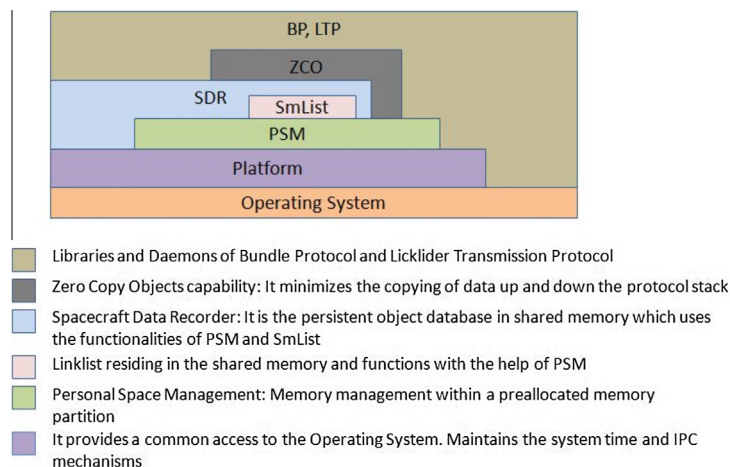 BP, LTP
ZCO
SDR
SmList
PSM
Platform
Operating System
Libraries and Daemons of Bundle Protocol and Licklider Transmission Protocol
Zero Copy Objects capability: It minimizes the copying of data up and down the protocol stack
Spacecraft Data Recorder: It is the persistent object database in shared memory which uses
the functionalities of PSM and SmList
Linklist residing in the shared memory and functions with the help of PSM
Personal Space Management: Memory management within a preallocated memory
partition
It provides a common access to the Operating System. Maintains the system time and IPC
mechanisms